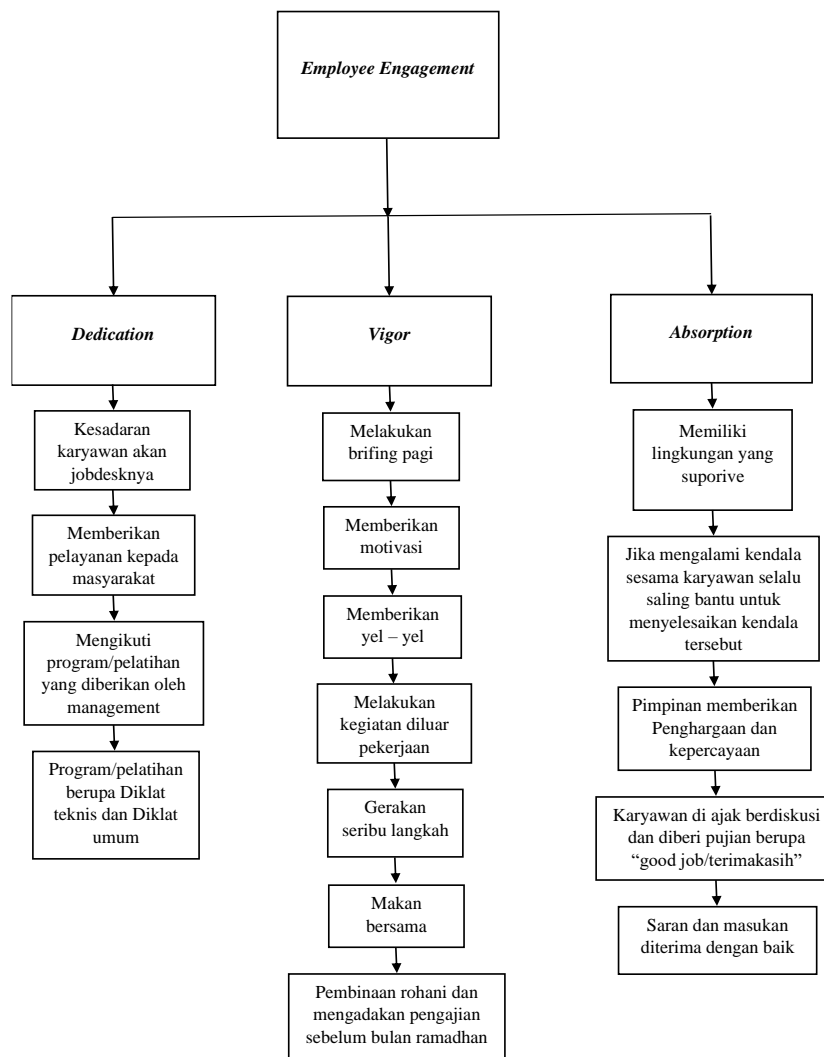 Employee Engagement
Dedication
Vigor
Absorption
Kesadaran
karyawan akan
jobdesknya
Memberikan
pelayanan kepada
masyarakat
Mengikuti
program/pelatihan
yang diberikan oleh
management
Program/pelatihan
berupa Diklat
teknis dan Diklat
umum
Melakukan
brifing pagi
Memberikan
motivasi
Memberikan
yel – yel
Melakukan
kegiatan diluar
pekerjaan
Gerakan
seribu langkah
Makan
bersama
Pembinaan rohani dan
mengadakan pengajian
sebelum bulan ramadhan
Memiliki
lingkungan yang
suporive
Jika mengalami kendala
sesama karyawan selalu
saling bantu untuk
menyelesaikan kendala
tersebut
Pimpinan memberikan
Penghargaan dan
kepercayaan
Karyawan di ajak berdiskusi
dan diberi pujian berupa
“good job/terimakasih”
Saran dan masukan
diterima dengan baik